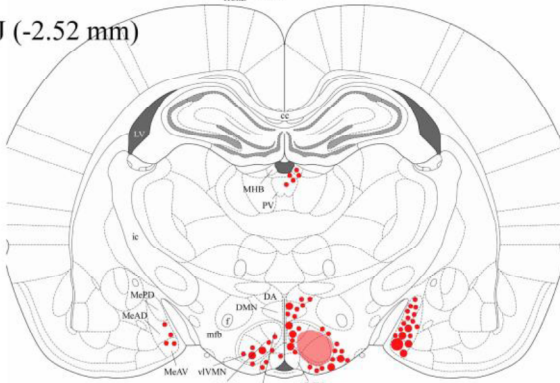 J (-2.52 mm)
cc
LV
MHB
PV
ic
MePD
DA
MeAD
DMN
f
mfb
MeAV
vlVMN